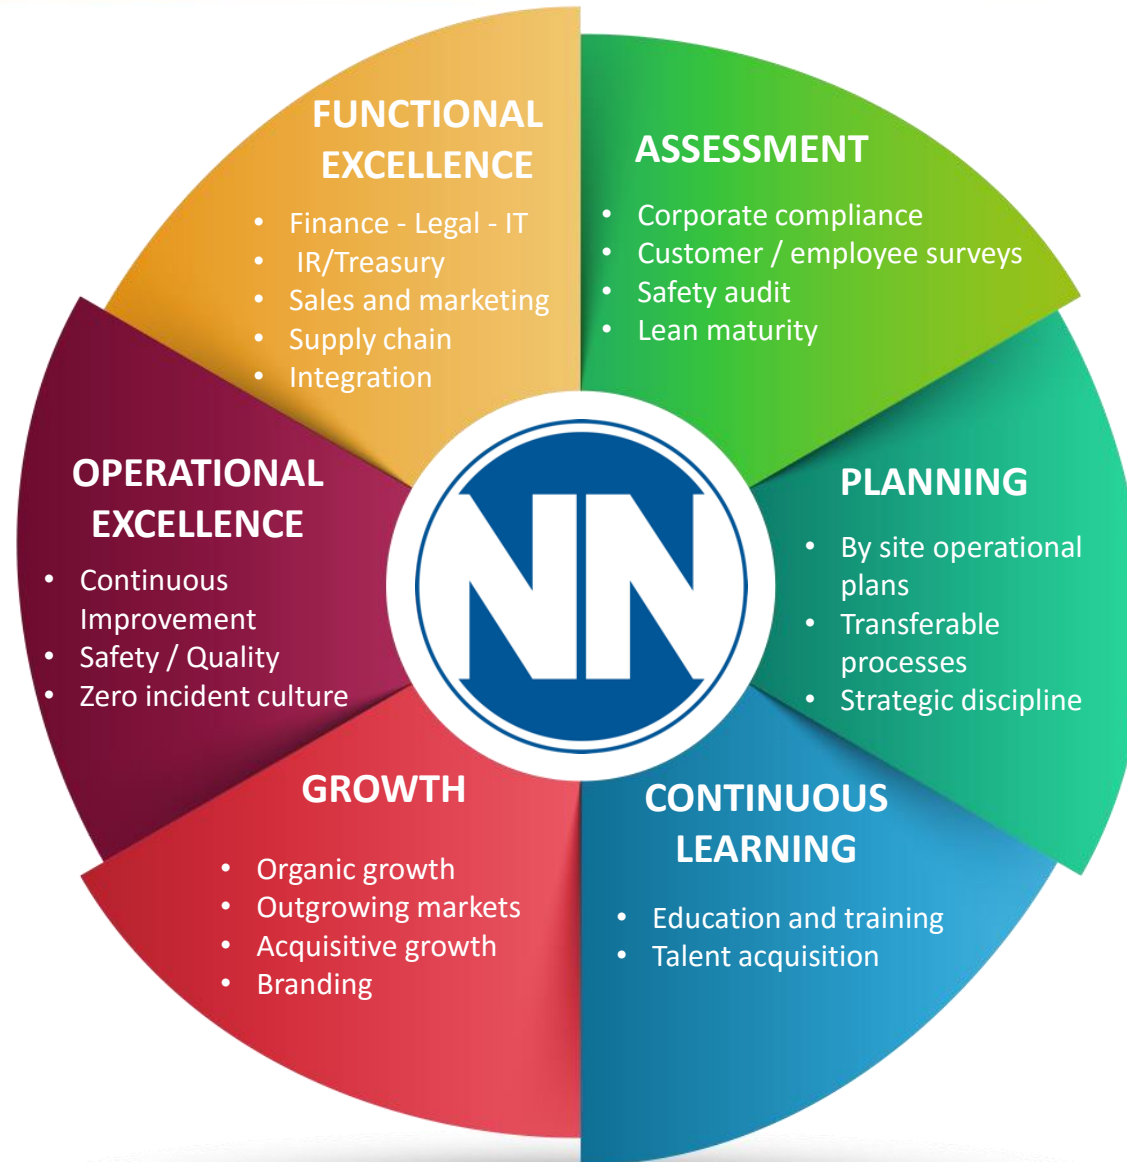 FUNCTIONAL
EXCELLENCE
• Finance - Legal - IT
• IR/Treasury
• Sales and marketing
• Supply chain
• Integration
ASSESSMENT
• Corporate compliance
• Customer / employee surveys
• Safety audit
• Lean maturity
PLANNING
• By site operational
plans
• Transferable
processes
• Strategic discipline
CONTINUOUS
LEARNING
• Education and training
• Talent acquisition
GROWTH
• Organic growth
• Outgrowing markets
• Acquisitive growth
• Branding
OPERATIONAL
EXCELLENCE
• Continuous
Improvement
• Safety / Quality
• Zero incident culture
NN